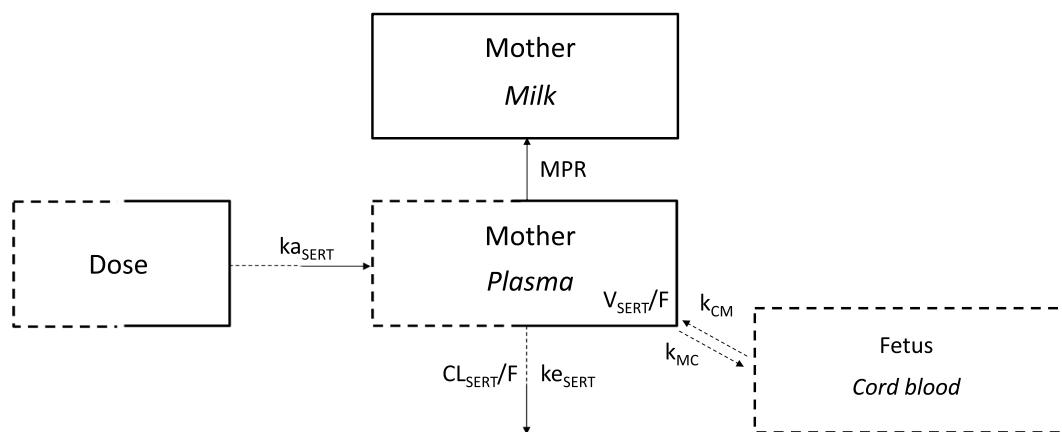 Mother
Milk
MPR
Dose
ka_SERT
Mother
Plasma
V_SERT/F
k_CM
k_MC
CL_SERT/F
ke_SERT
Fetus
Cord blood